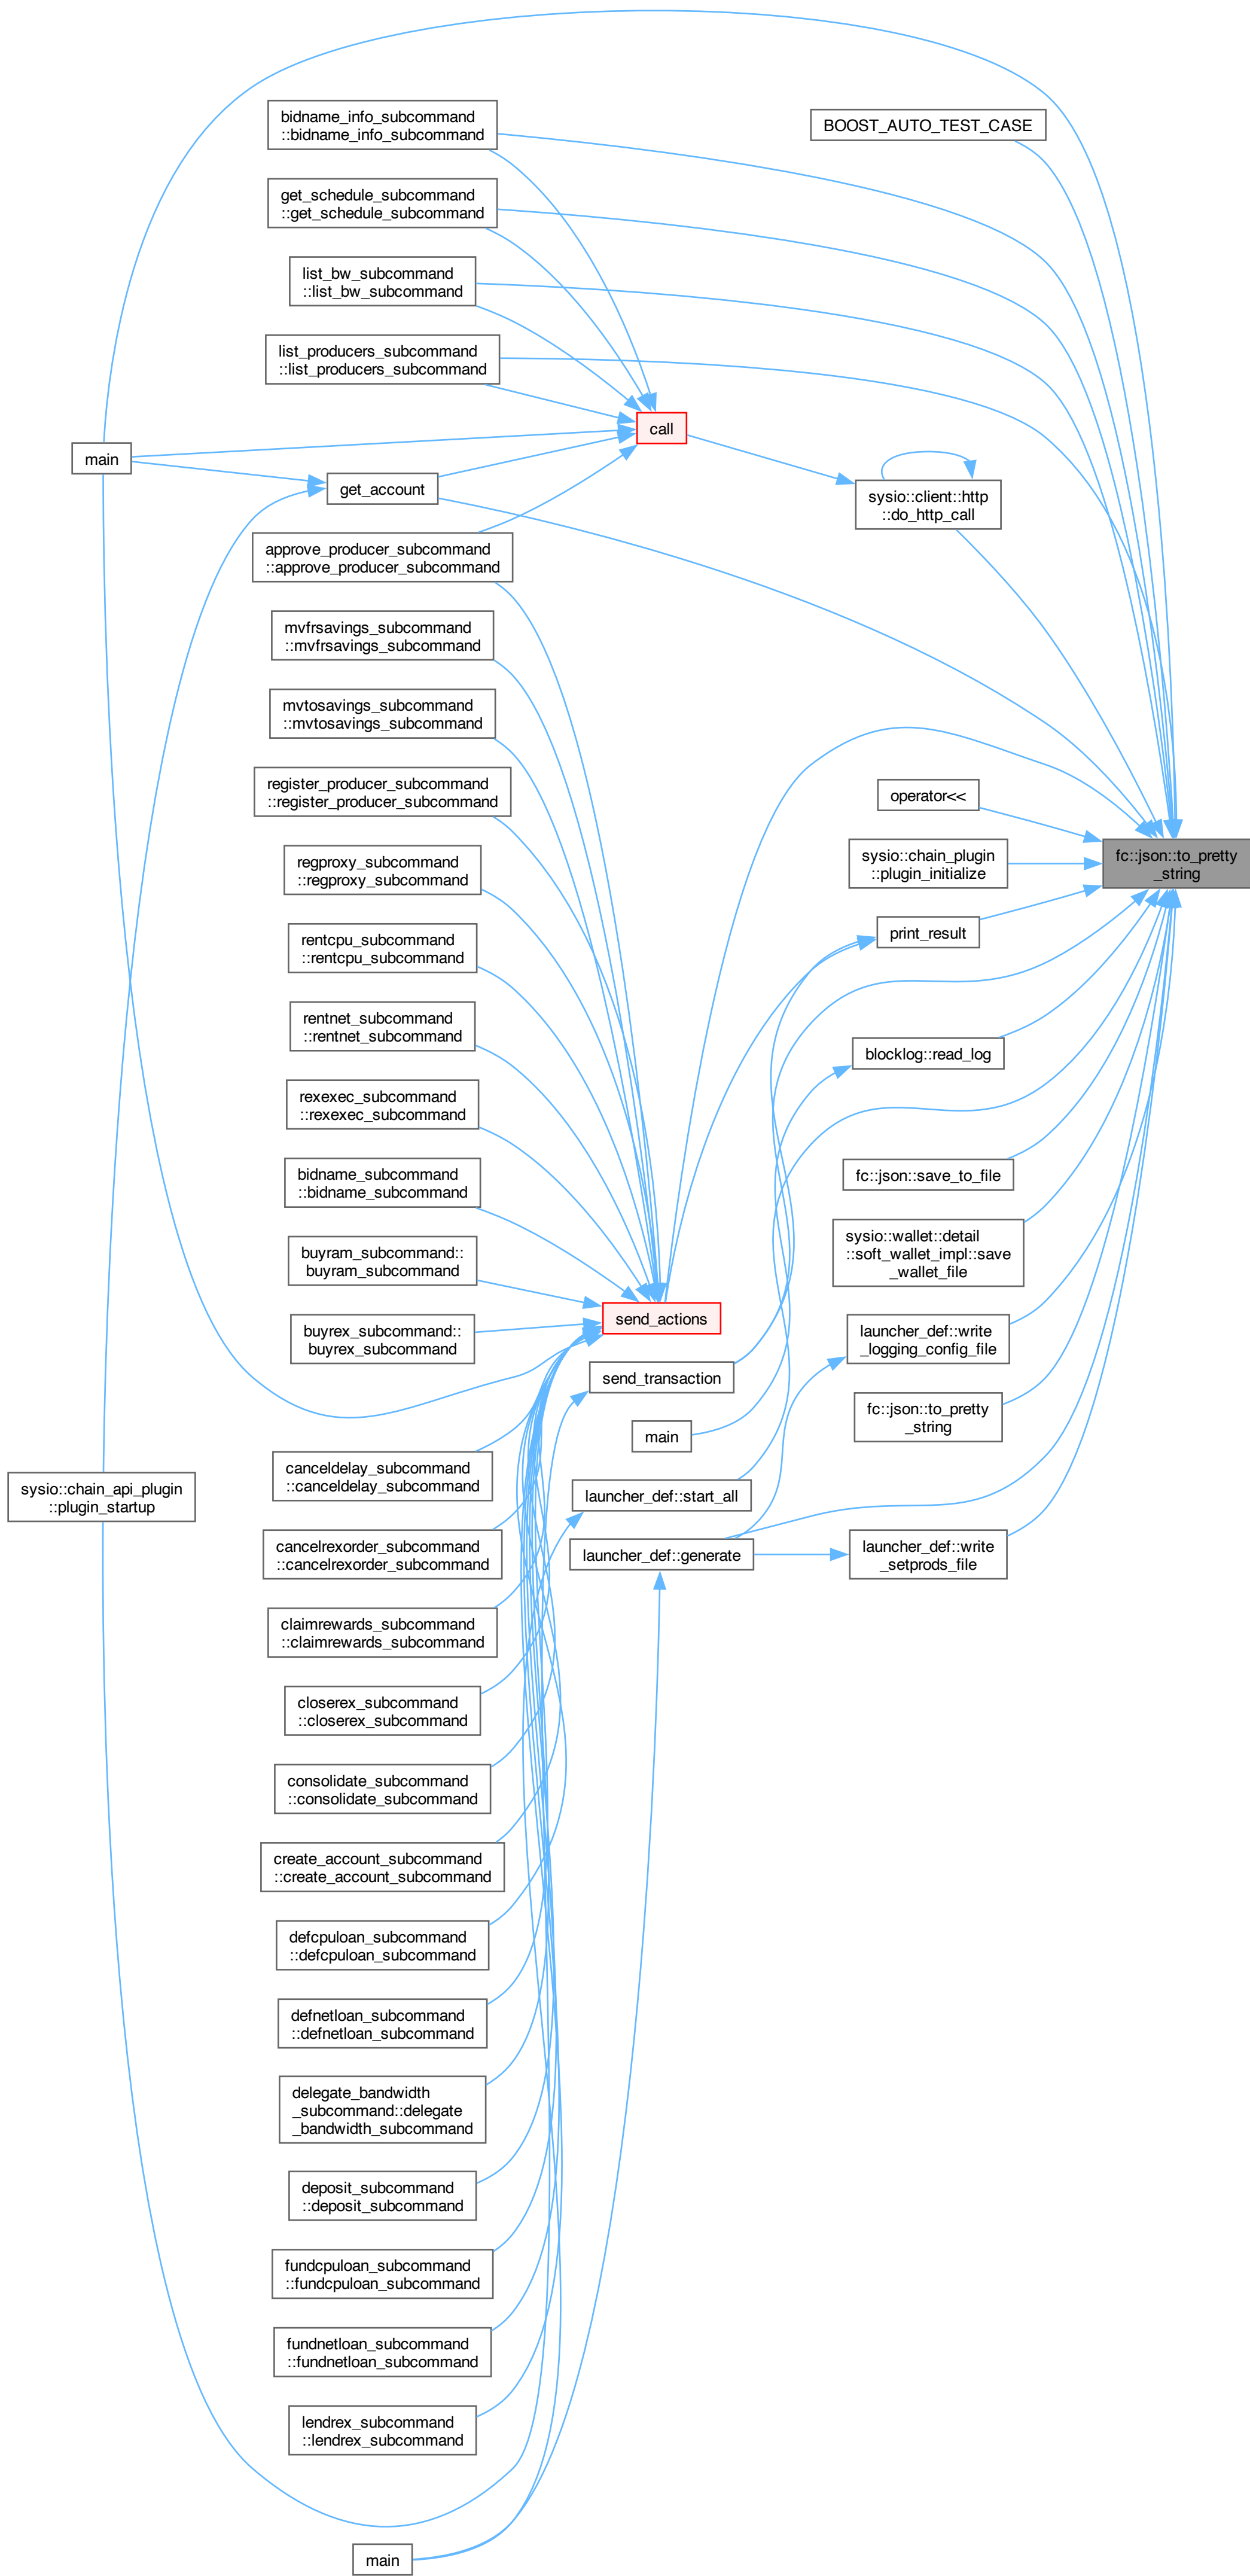 bidname_info_subcommand
::bidname_info_subcommand
BOOST_AUTO_TEST_CASE
get_schedule_subcommand
::get_schedule_subcommand
list_bw_subcommand
::list_bw_subcommand
list_producers_subcommand
::list_producers_subcommand
call
main
get_account
sysio::client::http
::do_http_call
approve_producer_subcommand
::approve_producer_subcommand
mvfrsavings_subcommand
::mvfrsavings_subcommand
mvtosavings_subcommand
::mvtosavings_subcommand
register_producer_subcommand
::register_producer_subcommand
operator<<
regproxy_subcommand
::regproxy_subcommand
sysio::chain_plugin
::plugin_initialize
fc::json::to_pretty
_string
rentcpu_subcommand
::rentcpu_subcommand
print_result
rentnet_subcommand
::rentnet_subcommand
blocklog::read_log
rexexec_subcommand
::rexexec_subcommand
bidname_subcommand
::bidname_subcommand
fc::json::save_to_file
buyram_subcommand::
buyram_subcommand
sysio::wallet::detail
::soft_wallet_impl::save
_wallet_file
buyrex_subcommand::
buyrex_subcommand
send_actions
launcher_def::write
_logging_config_file
send_transaction
fc::json::to_pretty
_string
main
canceldelay_subcommand
::canceldelay_subcommand
sysio::chain_api_plugin
::plugin_startup
launcher_def::start_all
cancelrexorder_subcommand
::cancelrexorder_subcommand
launcher_def::generate
launcher_def::write
_setprods_file
claimrewards_subcommand
::claimrewards_subcommand
closerex_subcommand
::closerex_subcommand
consolidate_subcommand
::consolidate_subcommand
create_account_subcommand
::create_account_subcommand
defcpuloan_subcommand
::defcpuloan_subcommand
defnetloan_subcommand
::defnetloan_subcommand
delegate_bandwidth
_subcommand::delegate
_bandwidth_subcommand
deposit_subcommand
::deposit_subcommand
fundcpuloan_subcommand
::fundcpuloan_subcommand
fundnetloan_subcommand
::fundnetloan_subcommand
lendrex_subcommand
::lendrex_subcommand
main